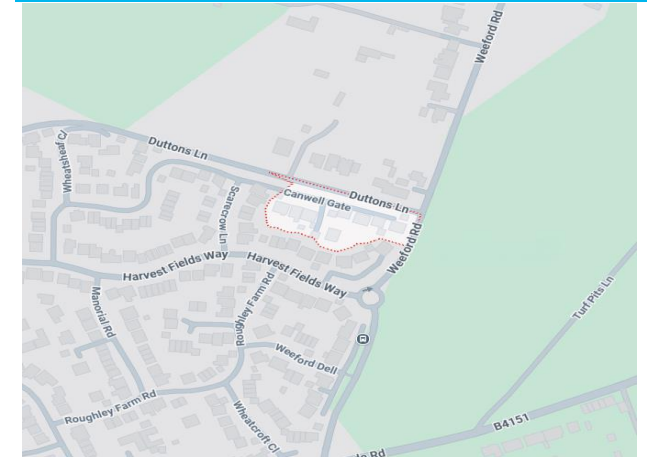 Weeford Rd
Duttons Ln
Wheatsheaf Cl
Scarecrow Ln
Canwell Gate
Duttons Ln
Weeford Rd
Harvest Fields Way
Harvest Fields Way
Manorial Rd
Roughley Farm Rd
Turf Pits Ln
Weeford Dell
Roughley Farm Rd
Wheatcroft Cl
B4151
Rd